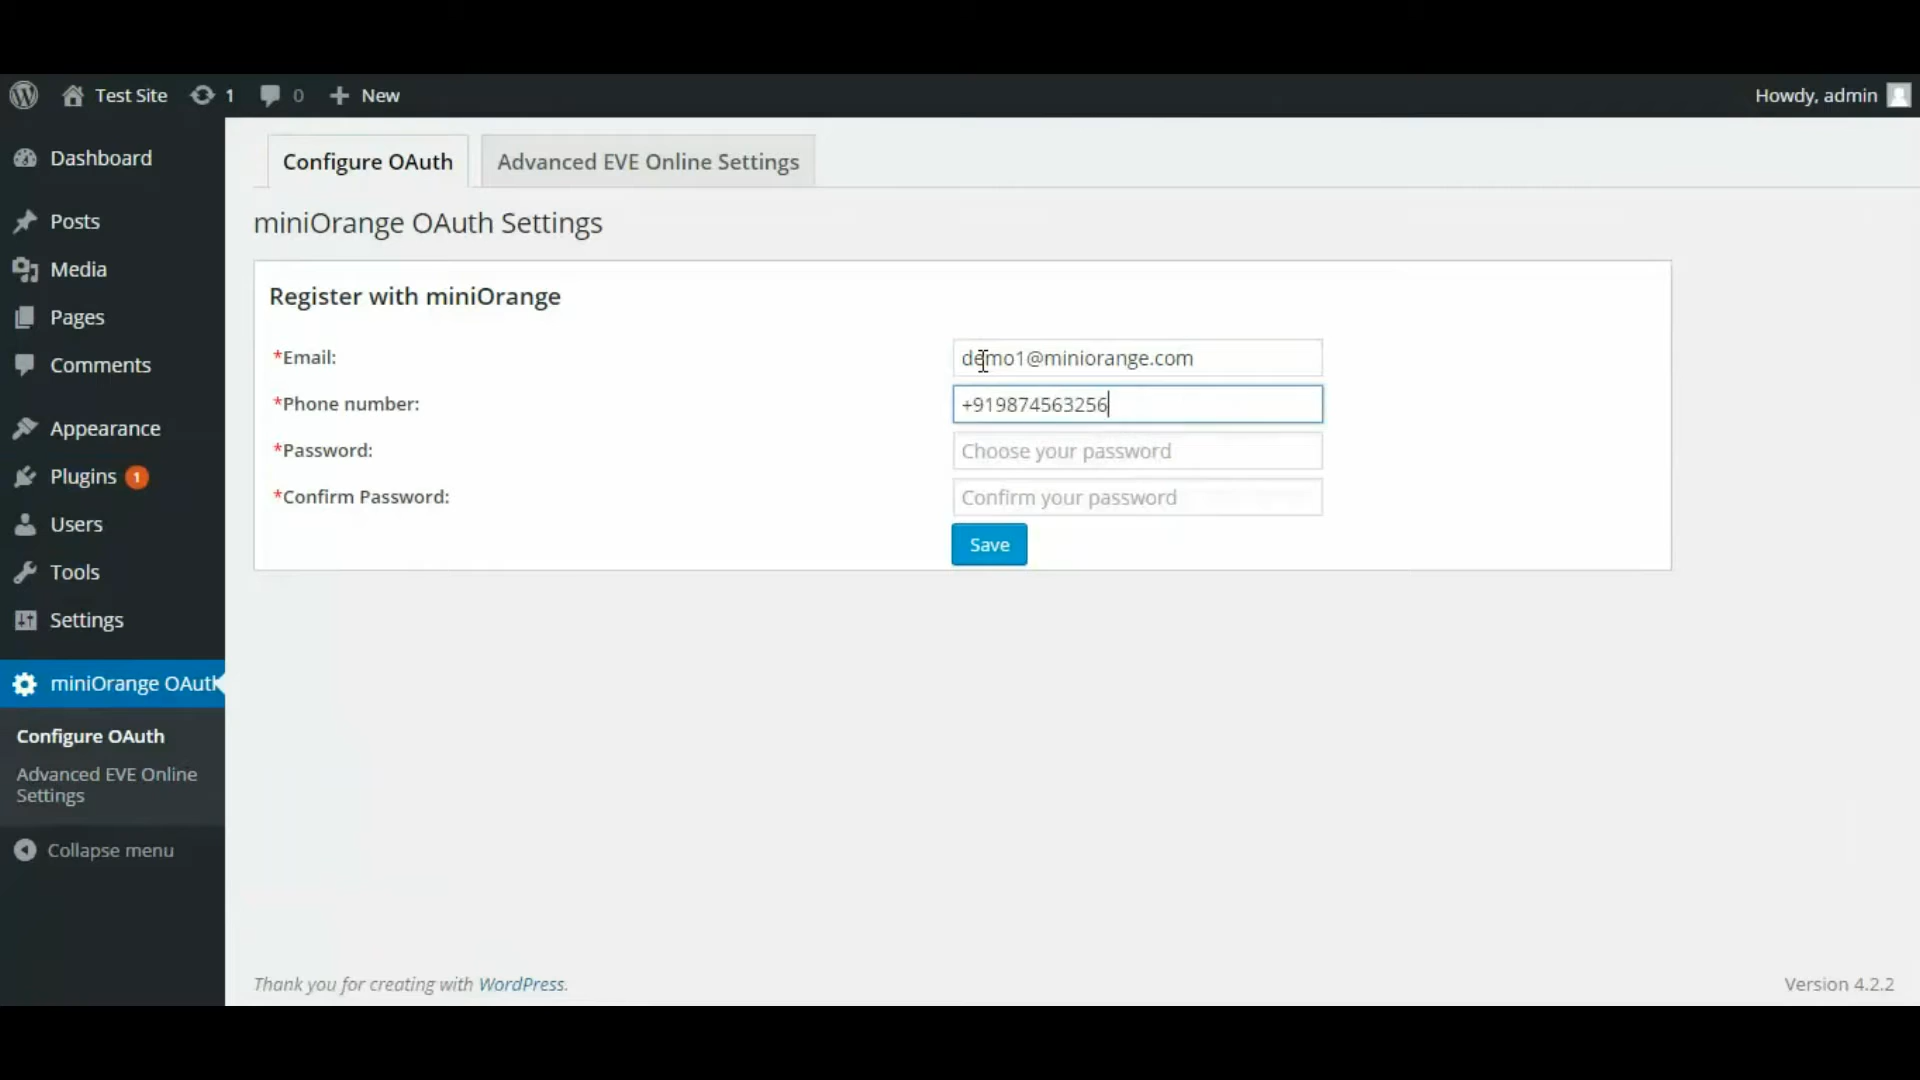 Test Site 1 0 New Howdy, admin
Dashboard
Posts
Media
Pages
Comments
Appearance
Plugins 1
Users
Tools
Settings
miniOrange OAuth
Configure OAuth
Advanced EVE Online
Settings
Collapse menu
Configure OAuth Advanced EVE Online Settings
miniOrange OAuth Settings
Register with miniOrange
*Email: demo1@miniorange.com
*Phone number: +919874563256
*Password: Choose your password
*Confirm Password: Confirm your password
Save
Thank you for creating with WordPress. Version 4.2.2